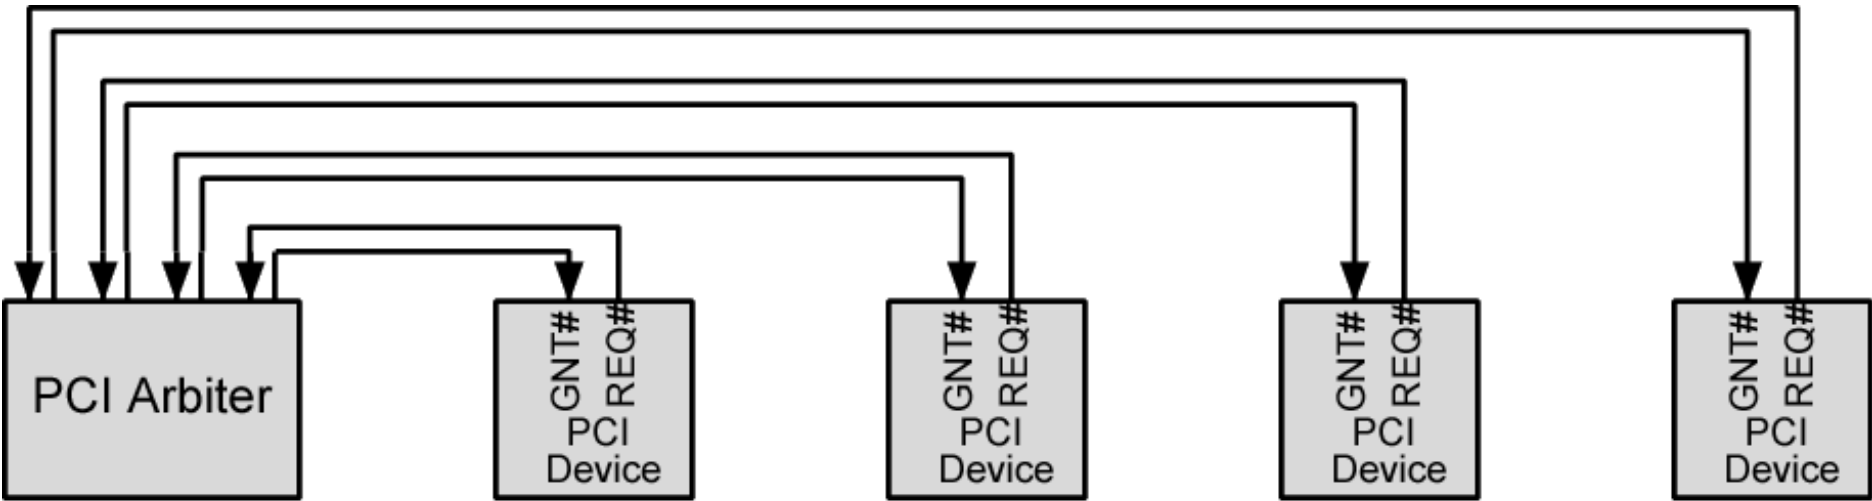 PCI Arbiter
GNT#
REQ#
PCI
Device
GNT#
REQ#
PCI
Device
GNT#
REQ#
PCI
Device
GNT#
REQ#
PCI
Device